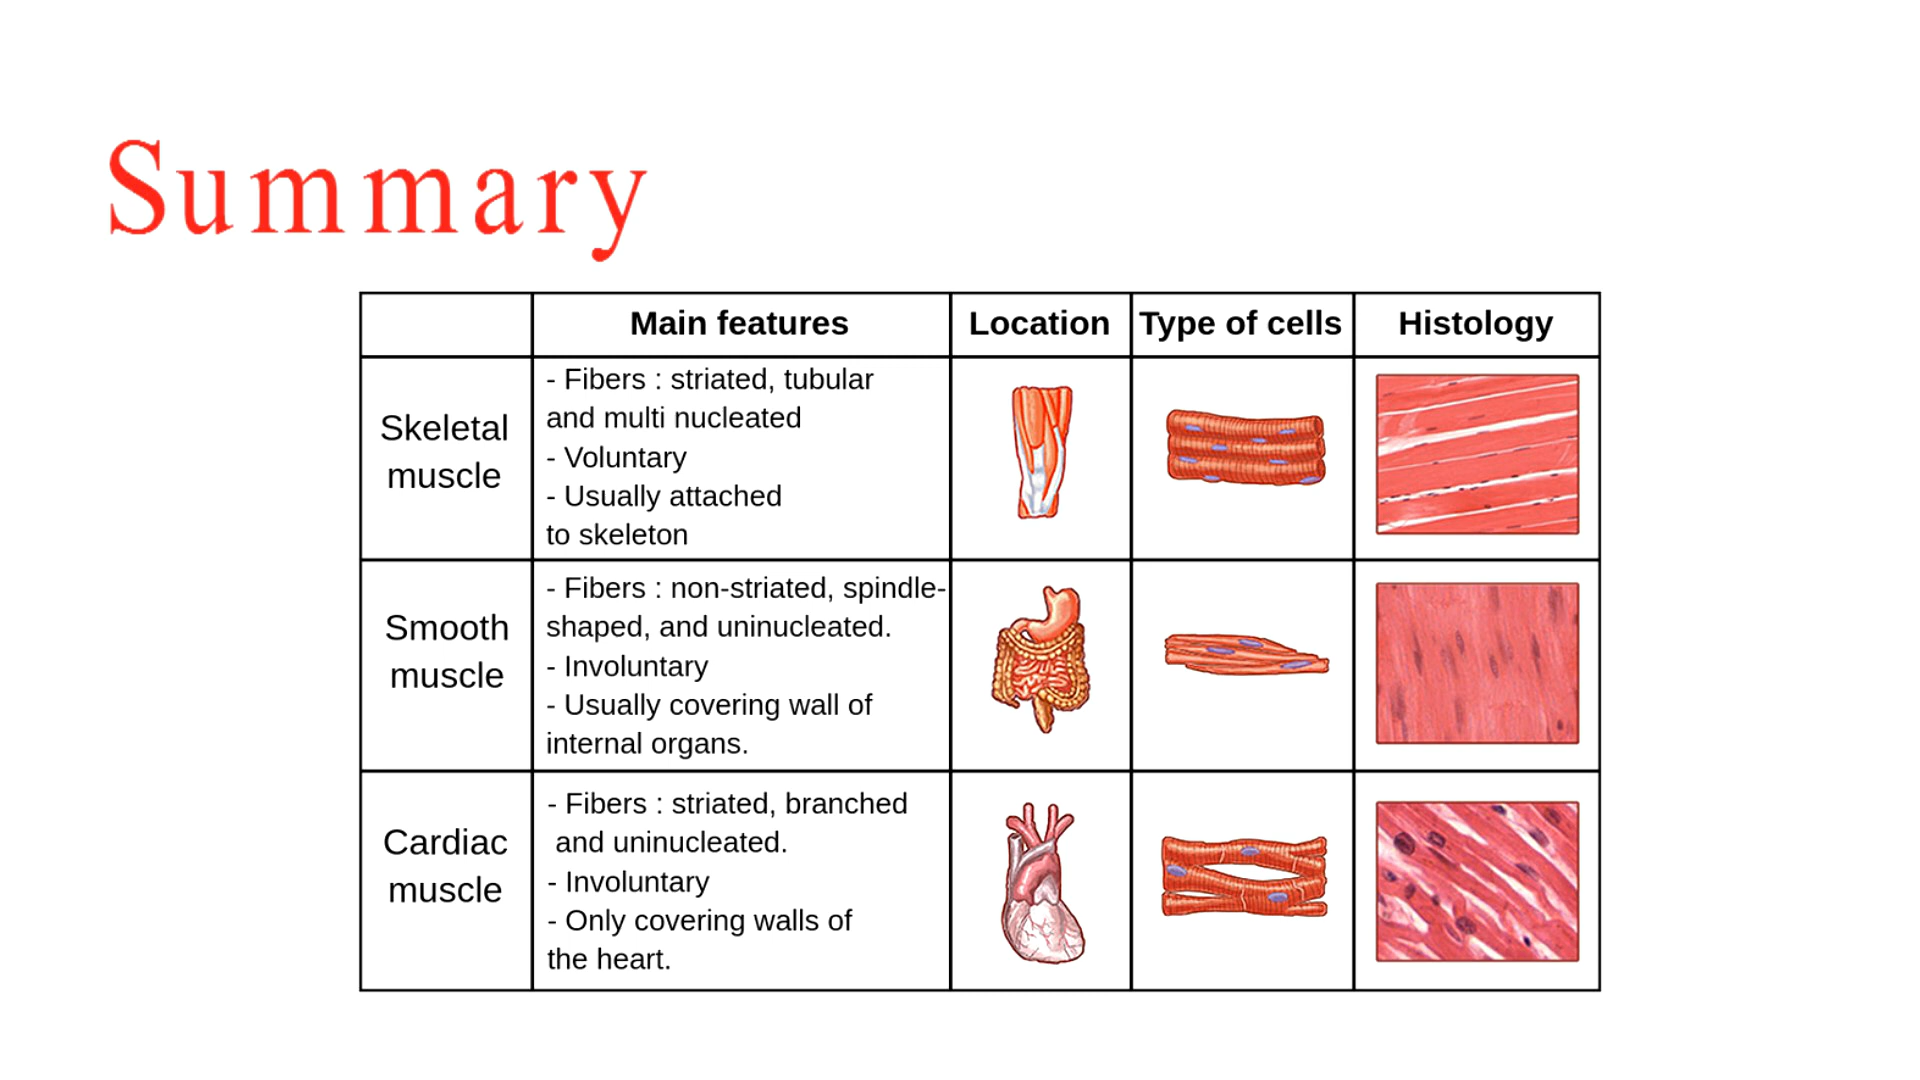 Summary
Main features
Location
Type of cells
Histology
Skeletal
muscle
- Fibers : striated, tubular
and multi nucleated
- Voluntary
- Usually attached
to skeleton
Smooth
muscle
- Fibers : non-striated, spindle-
shaped, and uninucleated.
- Involuntary
- Usually covering wall of
internal organs.
Cardiac
muscle
- Fibers : striated, branched
and uninucleated.
- Involuntary
- Only covering walls of
the heart.